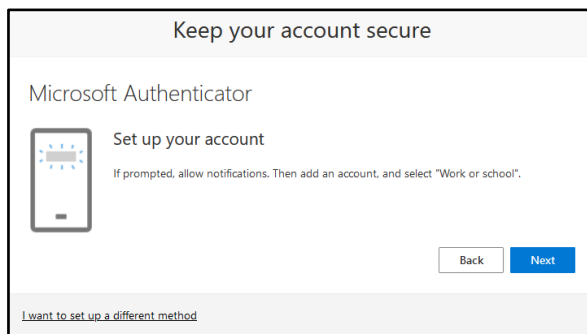 Keep your account secure
Microsoft Authenticator
Set up your account
If prompted, allow notifications. Then add an account, and select "Work or school".
Back
Next
I want to set up a different method